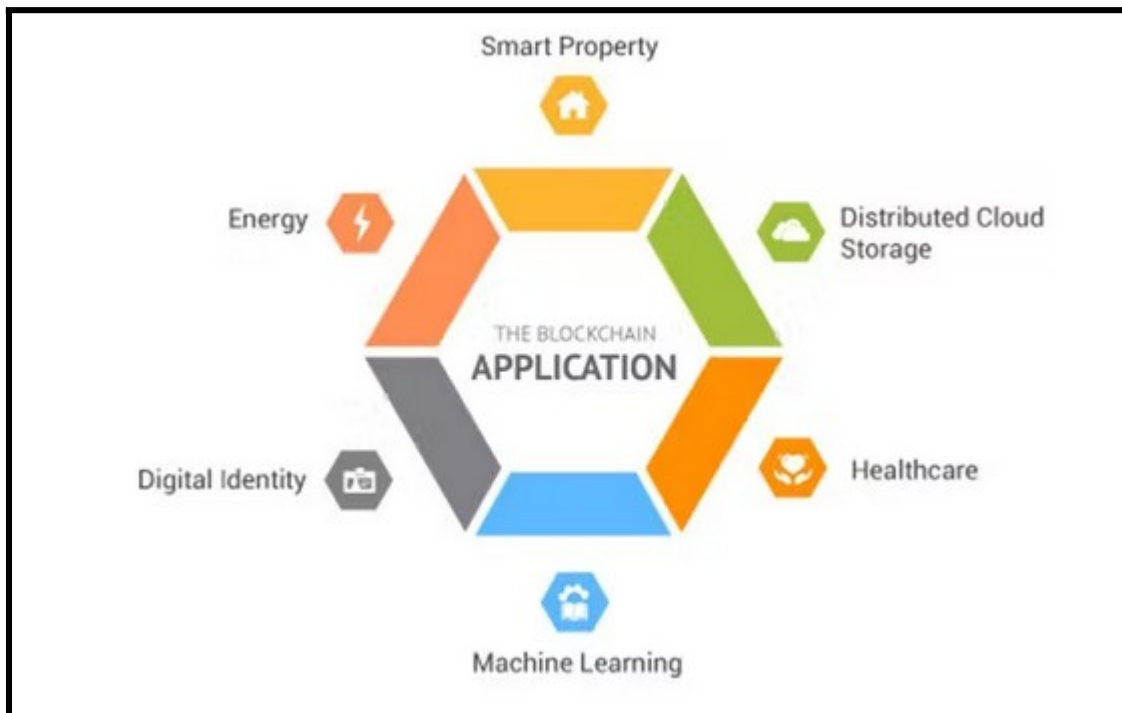 Smart Property
Energy
Distributed Cloud
Storage
THE BLOCKCHAIN
APPLICATION
Digital Identity
Healthcare
Machine Learning